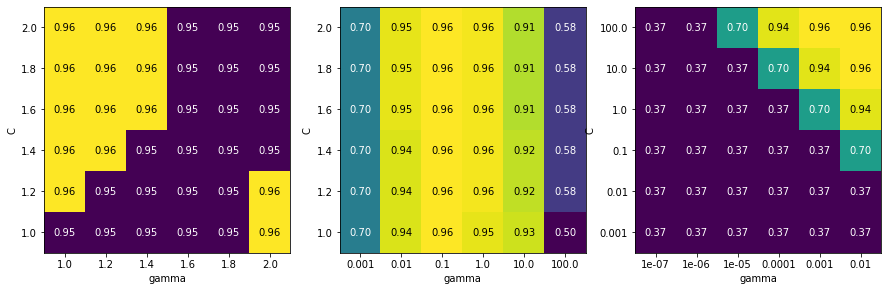 2.0 0.96 0.96 0.96 0.95 0.95 0.95
1.8 0.96 0.96 0.96 0.95 0.95 0.95
1.6 0.96 0.96 0.96 0.95 0.95 0.95
C
1.4 0.96 0.96 0.95 0.95 0.95 0.95
1.2 0.96 0.95 0.95 0.95 0.95 0.96
1.0 0.95 0.95 0.95 0.95 0.95 0.96
1.0 1.2 1.4 1.6 1.8 2.0
gamma
2.0 0.70 0.95 0.96 0.96 0.91 0.58
1.8 0.70 0.95 0.96 0.96 0.91 0.58
1.6 0.70 0.95 0.96 0.96 0.91 0.58
C
1.4 0.70 0.94 0.96 0.96 0.92 0.58
1.2 0.70 0.94 0.96 0.96 0.92 0.58
1.0 0.70 0.94 0.96 0.95 0.93 0.50
0.001 0.01 0.1 1.0 10.0 100.0
gamma
100.0 0.37 0.37 0.70 0.94 0.96 0.96
10.0 0.37 0.37 0.37 0.70 0.94 0.96
1.0 0.37 0.37 0.37 0.37 0.70 0.94
C
0.1 0.37 0.37 0.37 0.37 0.37 0.70
0.01 0.37 0.37 0.37 0.37 0.37 0.37
0.001 0.37 0.37 0.37 0.37 0.37 0.37
1e-07 1e-06 1e-05 0.0001 0.001 0.01
gamma